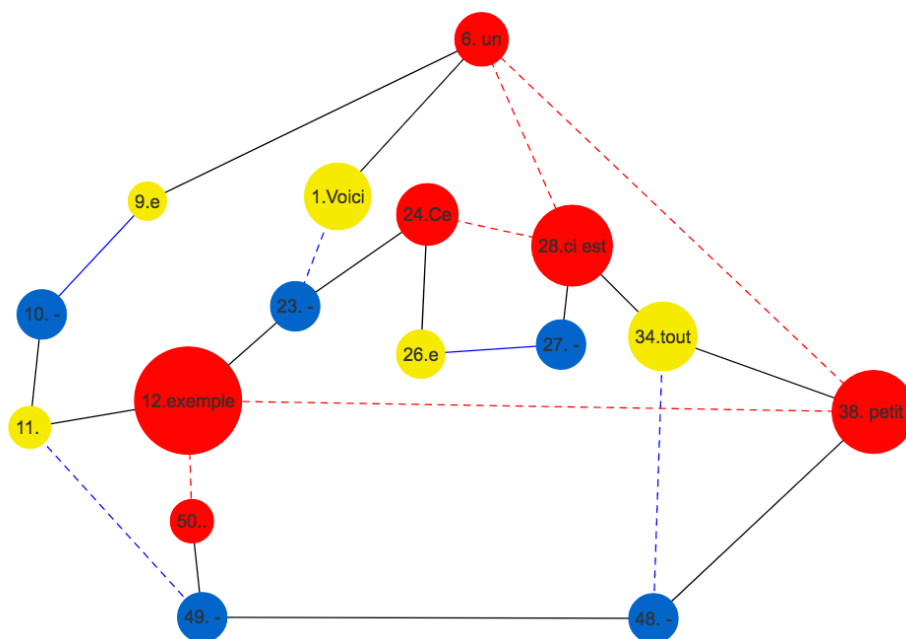 6. un
9.e
1.Voici
24.Ce
28.ci est
10. -
23. -
26.e
27. -
34.tout
12.exemple
11.
38. petit
50..
49. -
48. -